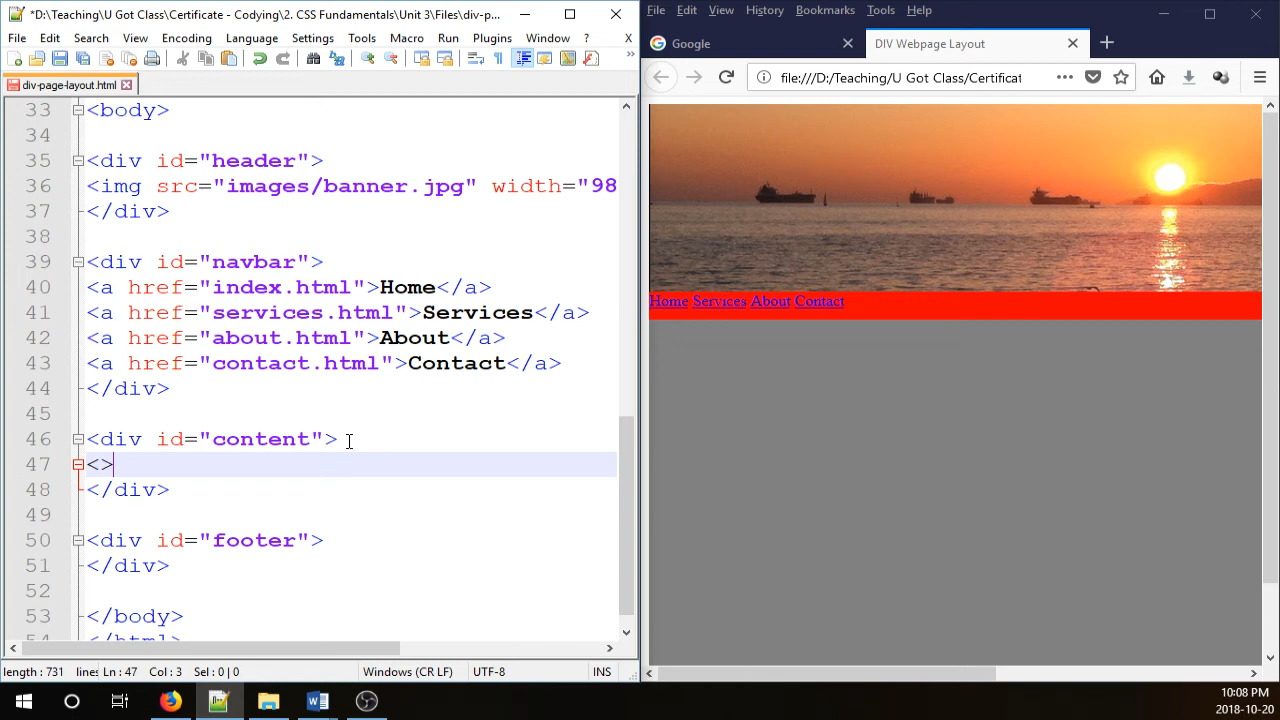 *D:\Teaching\U Got Class\Certificate - Codying\2. CSS Fundamentals\Unit 3\Files\div-p...
File Edit Search View Encoding Language Settings Tools Macro Run Plugins Window ?
div-page-layout.html
33 <body>
34
35 <div id="header">
36 <img src="images/banner.jpg" width="98
37 </div>
38
39 <div id="navbar">
40 <a href="index.html">Home</a>
41 <a href="services.html">Services</a>
42 <a href="about.html">About</a>
43 <a href="contact.html">Contact</a>
44 </div>
45
46 <div id="content">
47 <>
48 </div>
49
50 <div id="footer">
51 </div>
52
53 </body>
54 </html>
length : 731 lines Ln : 47 Col : 3 Sel : 0 | 0 Windows (CR LF) UTF-8 INS
File Edit View History Bookmarks Tools Help
Google
DIV Webpage Layout
file:///D:/Teaching/U Got Class/Certificat
Home Services About Contact
10:08 PM
2018-10-20